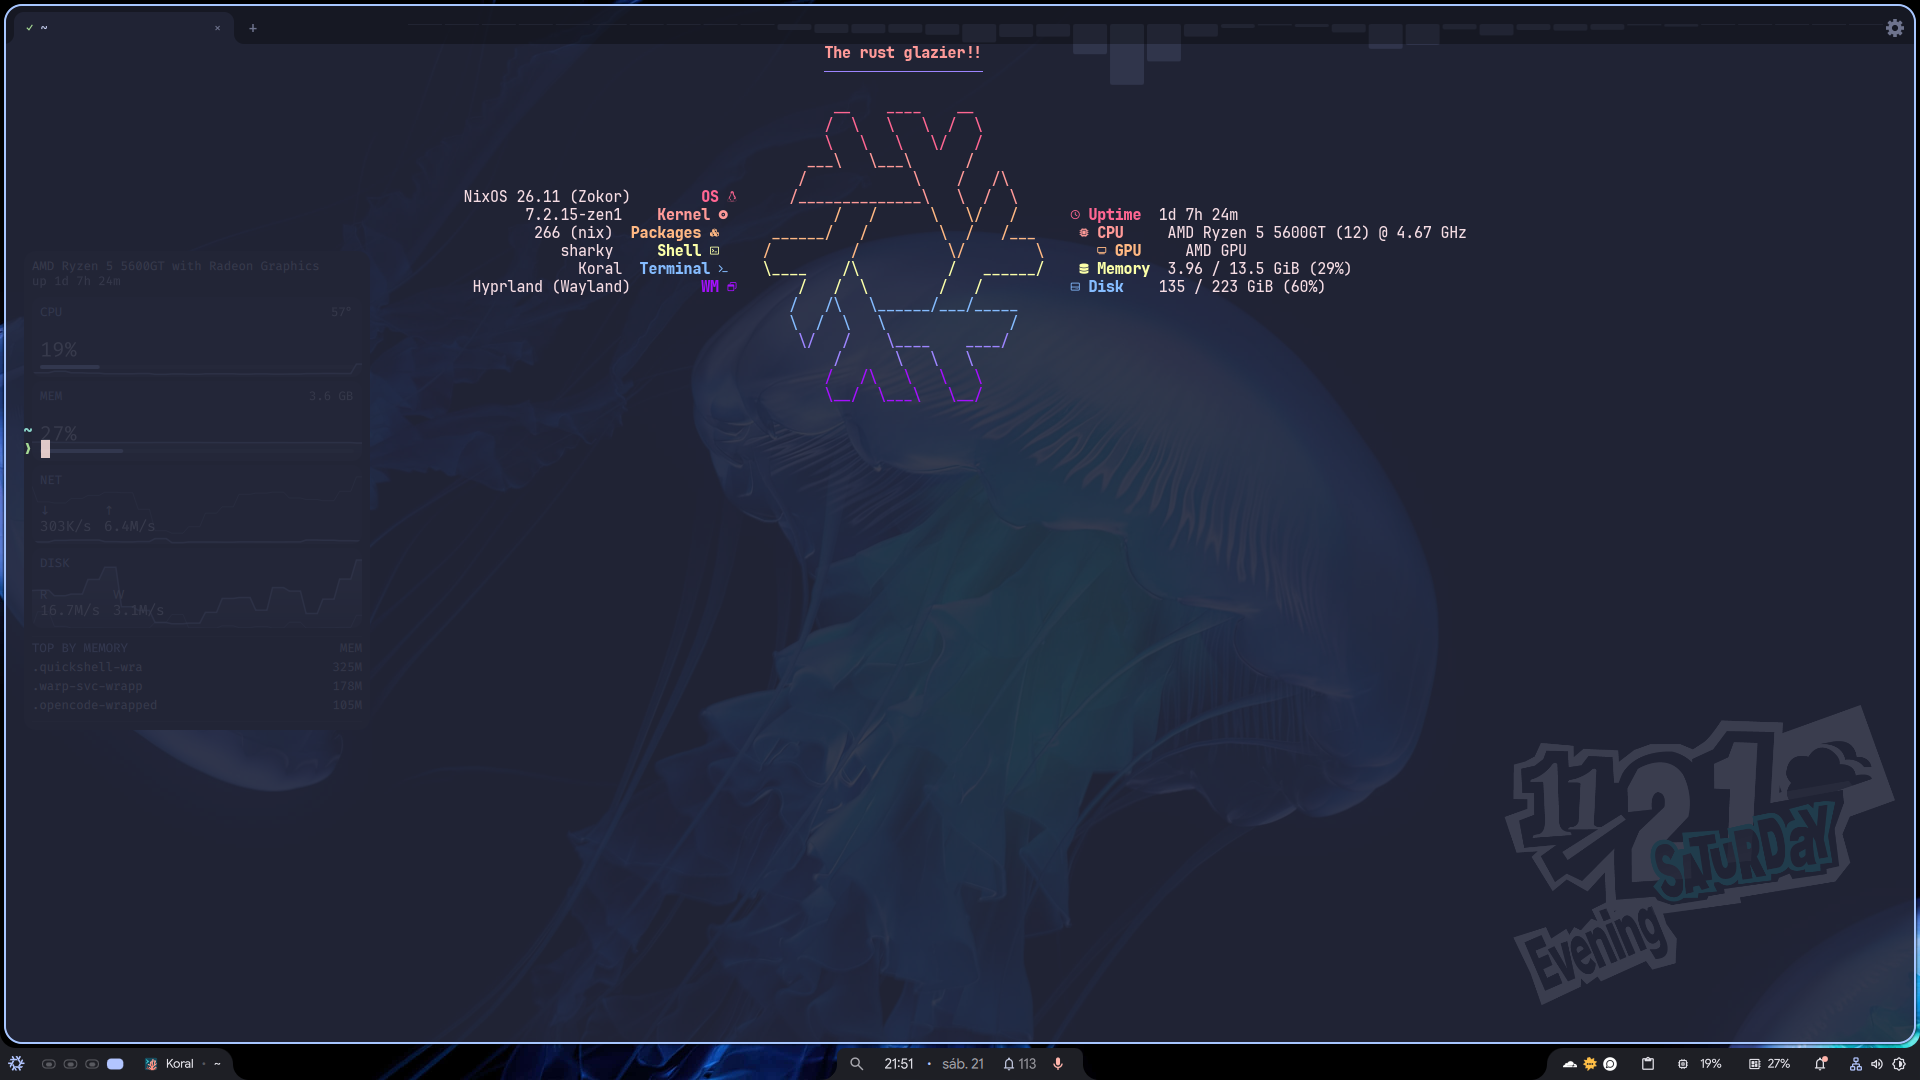 ~
The rust glazier!!
NixOS 26.11 (Zokor) OS
7.2.15-zen1 Kernel
266 (nix) Packages
sharky Shell
Koral Terminal
Hyprland (Wayland) WM
Uptime 1d 7h 24m
CPU AMD Ryzen 5 5600GT (12) @ 4.67 GHz
GPU AMD GPU
Memory 3.96 / 13.5 GiB (29%)
Disk 135 / 223 GiB (60%)
AMD Ryzen 5 5600GT with Radeon Graphics
up 1d 7h 24m
CPU 57°
19%
MEM 3.6 GB
~
27%
❯
NET
↓ ↑
303K/s 6.4M/s
DISK
R W
16.7M/s 3.1M/s
TOP BY MEMORY MEM
.quickshell-wra 325M
.warp-svc-wrapp 178M
.opencode-wrapped 105M
11/21
SATURDAY
Evening
Koral · ~
21:51 · sáb. 21 113
19% 27%